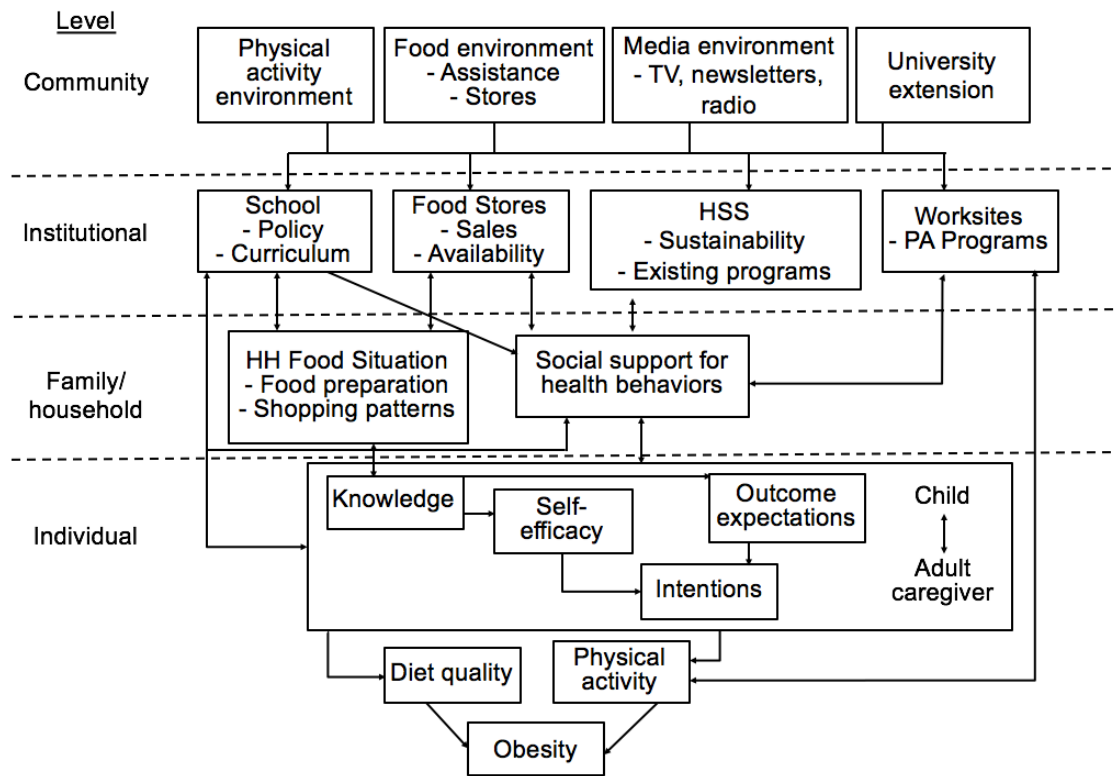 Level
Community
Physical
activity
environment
Food environment
- Assistance
- Stores
Media environment
- TV, newsletters,
radio
University
extension
Institutional
School
- Policy
- Curriculum
Food Stores
- Sales
- Availability
HSS
- Sustainability
- Existing programs
Worksites
- PA Programs
Family/
household
HH Food Situation
- Food preparation
- Shopping patterns
Social support for
health behaviors
Individual
Knowledge
Self-
efficacy
Outcome
expectations
Intentions
Child
Adult
caregiver
Diet quality
Physical
activity
Obesity